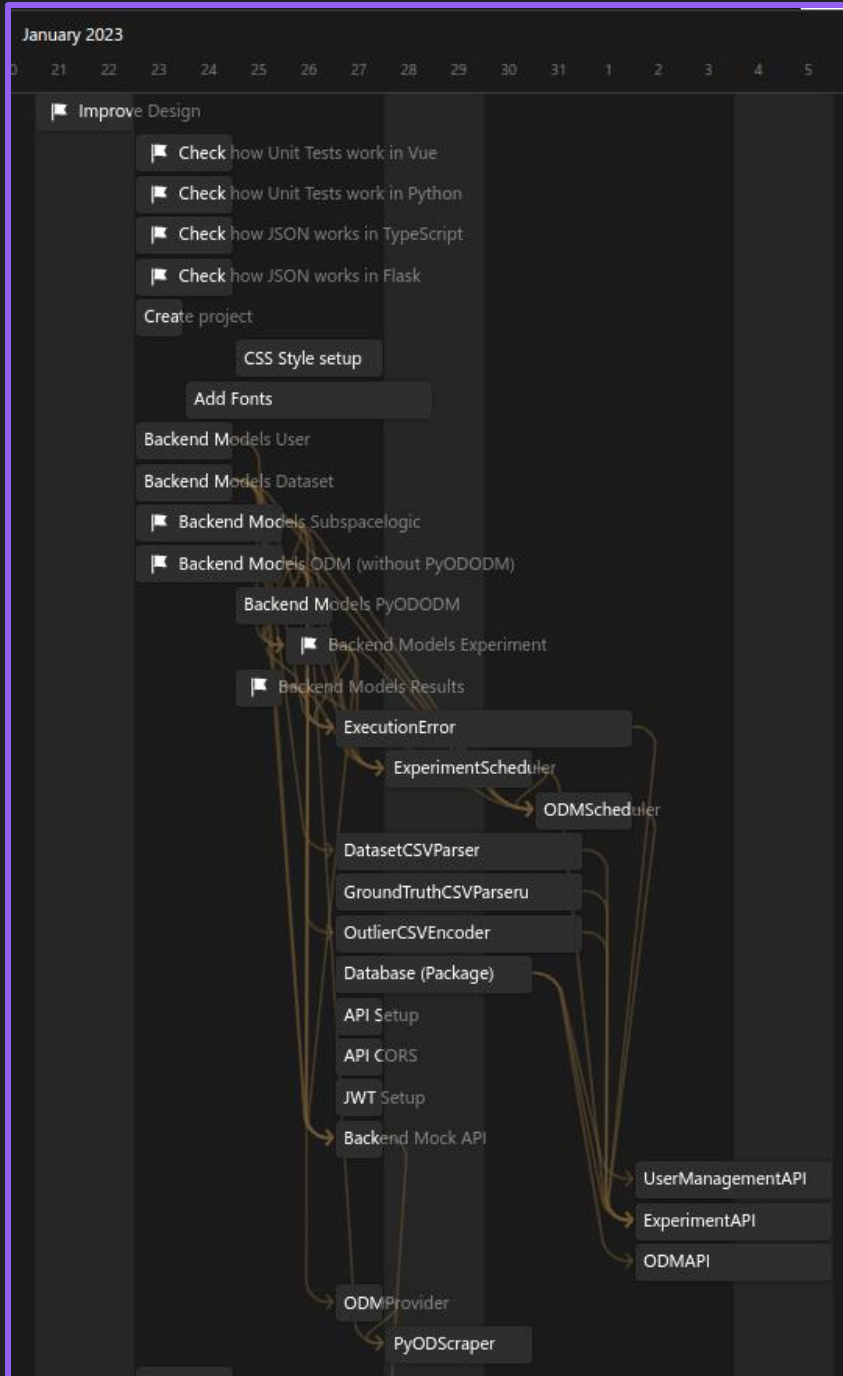 January 2023
0 21 22 23 24 25 26 27 28 29 30 31 1 2 3 4 5
Improve Design
Check how Unit Tests work in Vue
Check how Unit Tests work in Python
Check how JSON works in TypeScript
Check how JSON works in Flask
Create project
CSS Style setup
Add Fonts
Backend Models User
Backend Models Dataset
Backend Models Subspacelogic
Backend Models ODM (without PyODODM)
Backend Models PyODODM
Backend Models Experiment
Backend Models Results
ExecutionError
ExperimentScheduler
ODMScheduler
DatasetCSVParser
GroundTruthCSVParseru
OutlierCSVEncoder
Database (Package)
API Setup
API CORS
JWT Setup
Backend Mock API
UserManagementAPI
ExperimentAPI
ODMAPI
ODMProvider
PyODScraper